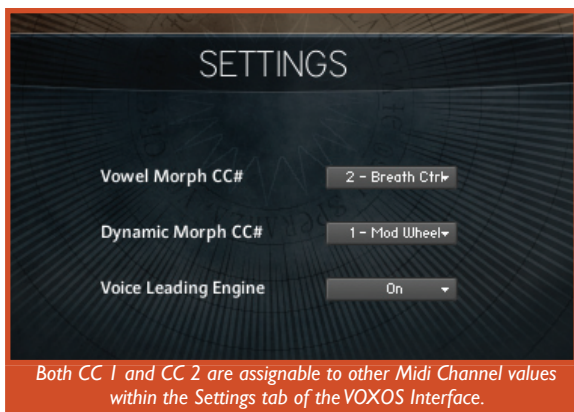 SETTINGS
Vowel Morph CC# 2 - Breath Ctrl
Dynamic Morph CC# 1 - Mod Wheel
Voice Leading Engine On
Both CC 1 and CC 2 are assignable to other Midi Channel values
within the Settings tab of the VOXOS Interface.